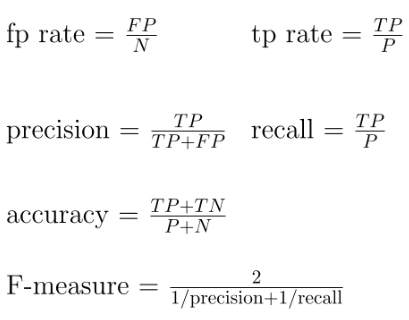 fp rate = FP/N tp rate = TP/P
precision = TP/TP+FP recall = TP/P
accuracy = TP+TN/P+N
F-measure = 2/1/precision+1/recall